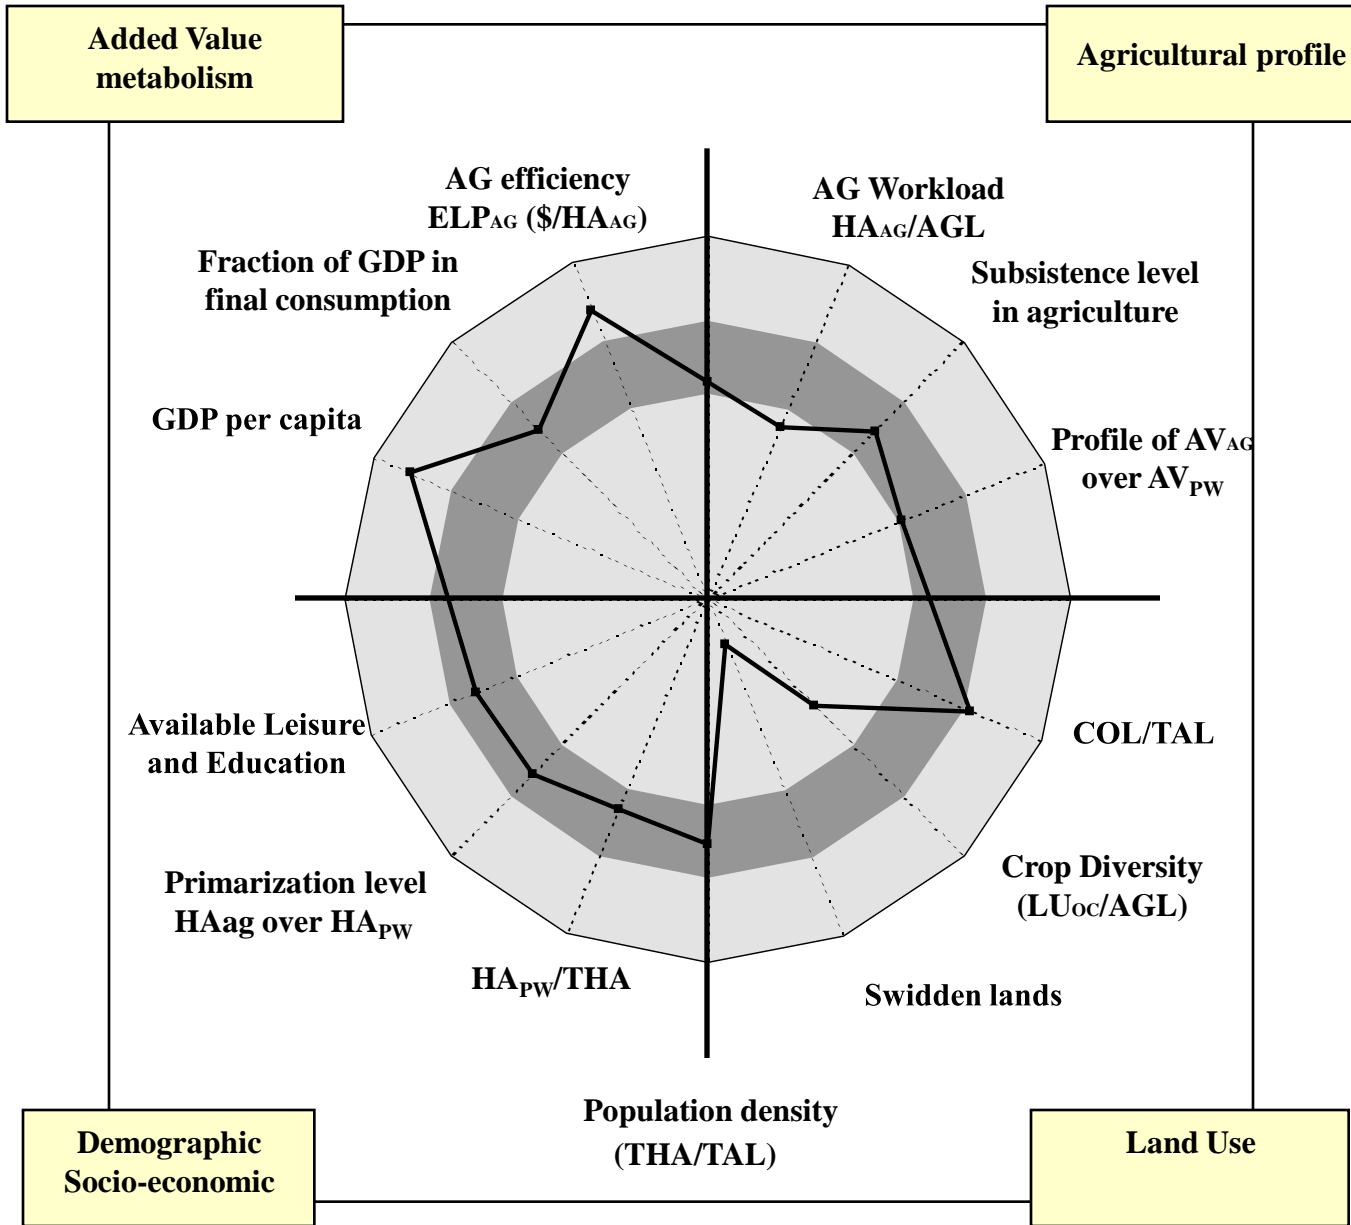 Added Value
metabolism
Agricultural profile
AG efficiency
ELPAG ($/HAAG)
AG Workload
HAAG/AGL
Fraction of GDP in
final consumption
Subsistence level
in agriculture
GDP per capita
Profile of AVAG
over AVPW
Available Leisure
and Education
COL/TAL
Primarization level
HAag over HAPW
Crop Diversity
(LUOC/AGL)
HAPW/THA
Swidden lands
Population density
(THA/TAL)
Demographic
Socio-economic
Land Use